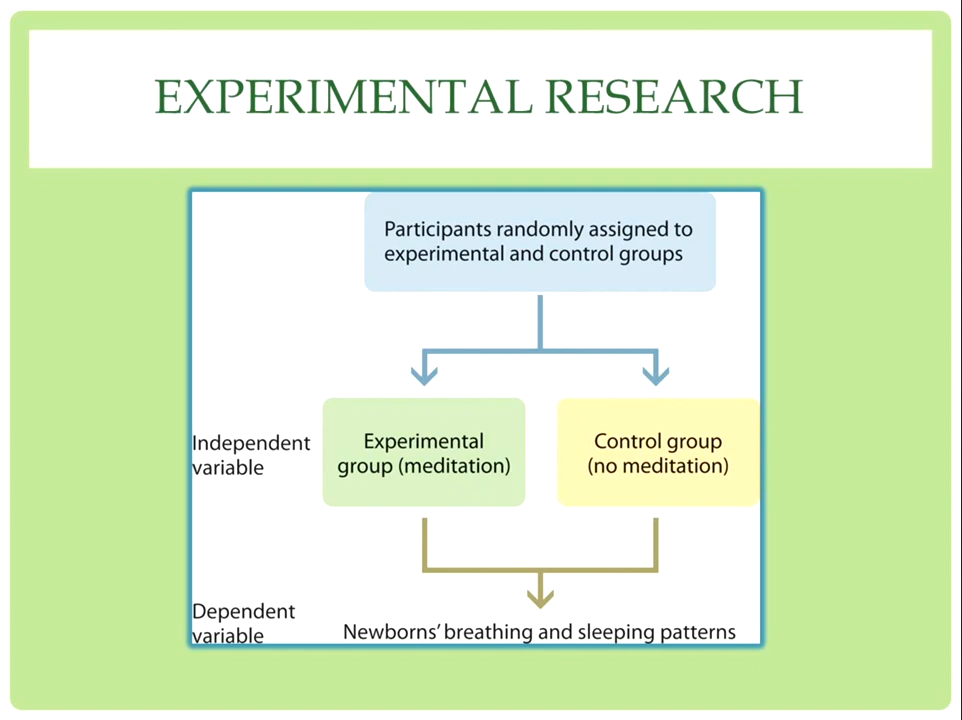 EXPERIMENTAL RESEARCH
Participants randomly assigned to
experimental and control groups
Independent
variable
Experimental
group (meditation)
Control group
(no meditation)
Dependent
variable
Newborns’ breathing and sleeping patterns